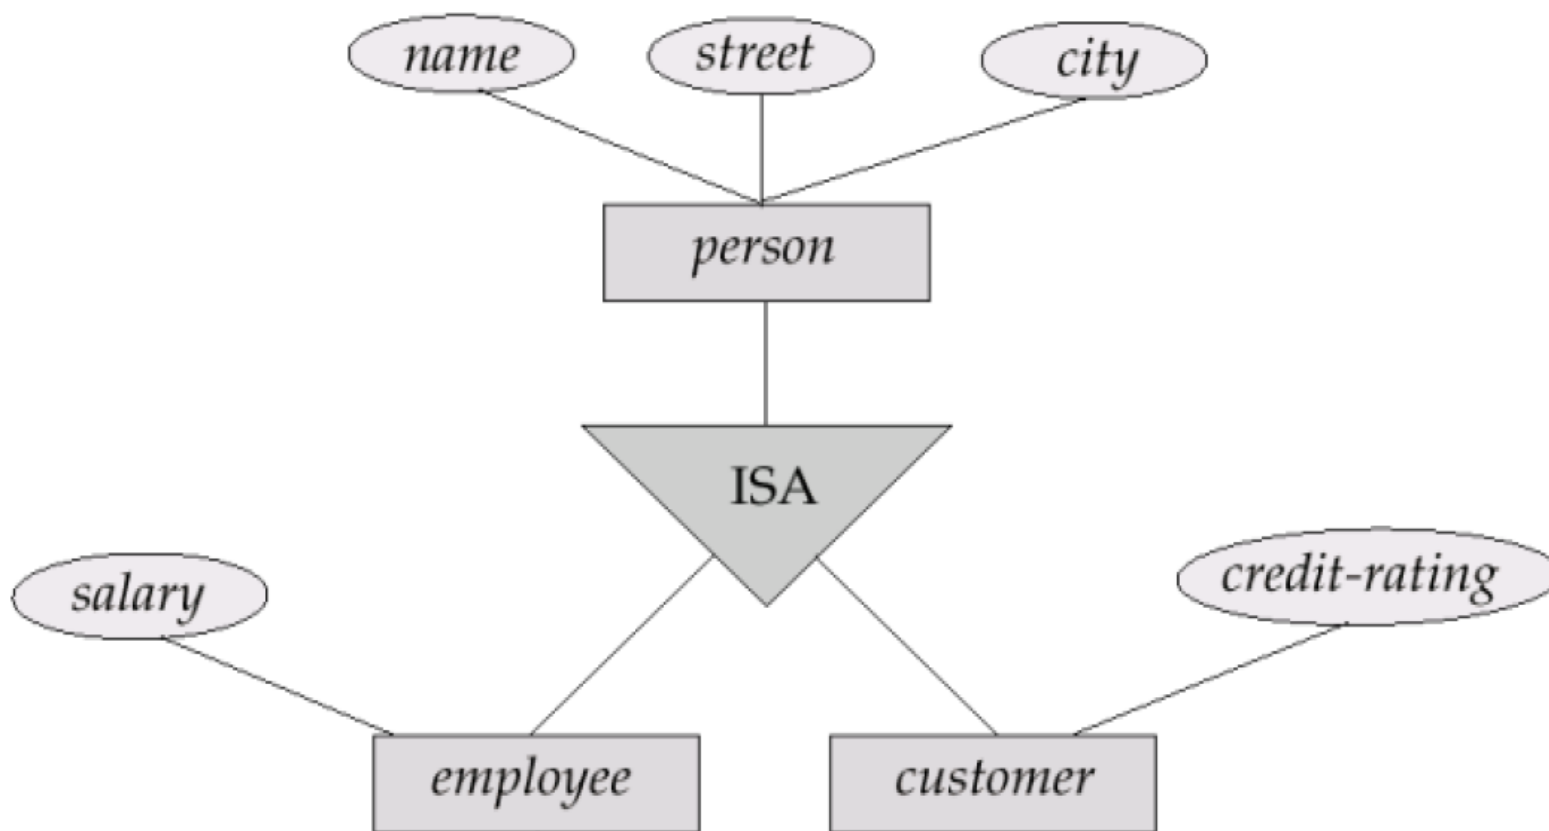 name
street
city
person
ISA
salary
credit-rating
employee
customer